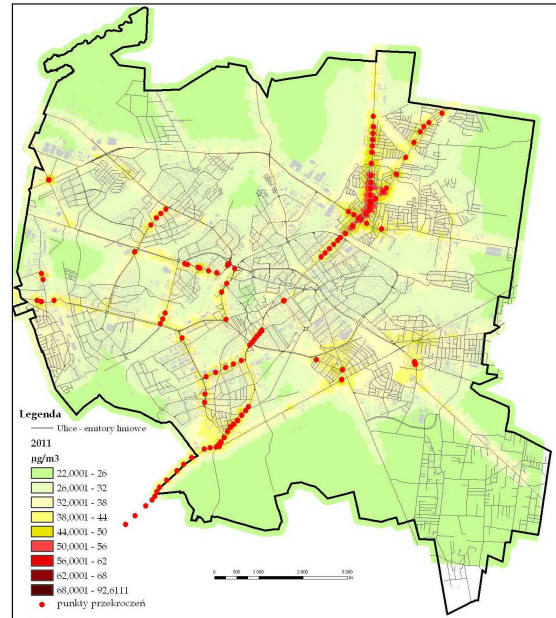 Legenda
Ulice - emitory liniowe
2011
µg/m3
22,0001 - 26
26,0001 - 32
32,0001 - 38
38,0001 - 44
44,0001 - 50
50,0001 - 56
56,0001 - 62
62,0001 - 68
68,0001 - 92,6111
punkty przekroczeń